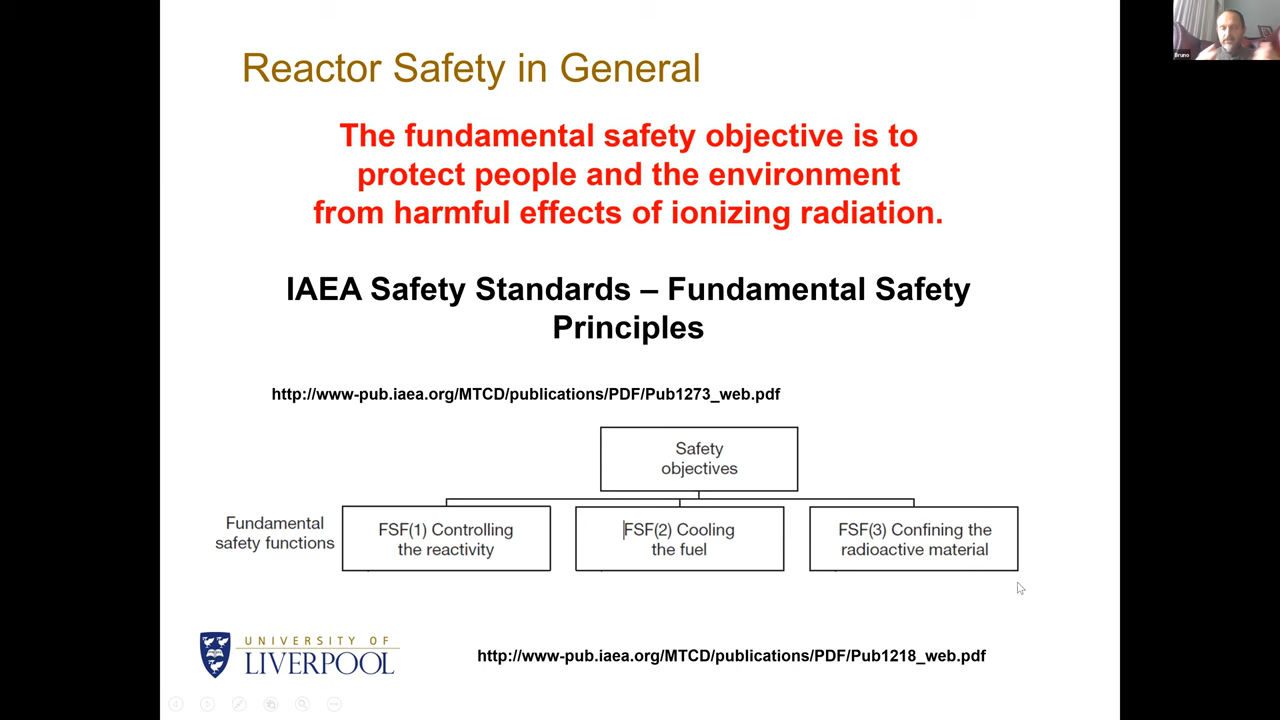 Reactor Safety in General
The fundamental safety objective is to
protect people and the environment
from harmful effects of ionizing radiation.
IAEA Safety Standards – Fundamental Safety
Principles
http://www-pub.iaea.org/MTCD/publications/PDF/Pub1273_web.pdf
Safety
objectives
Fundamental
safety functions
FSF(1) Controlling
the reactivity
FSF(2) Cooling
the fuel
FSF(3) Confining the
radioactive material
UNIVERSITY OF
LIVERPOOL
http://www-pub.iaea.org/MTCD/publications/PDF/Pub1218_web.pdf
Bruno